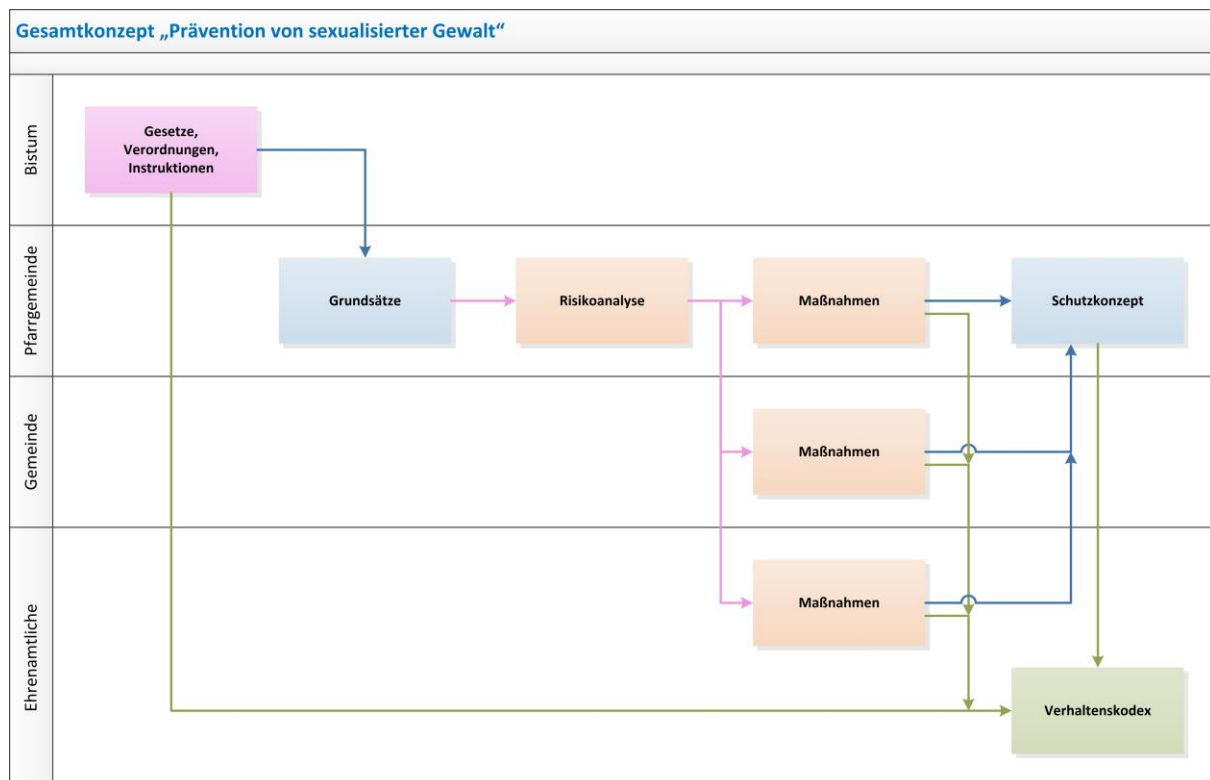 Gesamtkonzept „Prävention von sexualisierter Gewalt“
Bistum
Gesetze,
Verordnungen,
Instruktionen
Pfarrgemeinde
Grundsätze
Risikoanalyse
Maßnahmen
Schutzkonzept
Gemeinde
Maßnahmen
Ehrenamtliche
Maßnahmen
Verhaltenskodex